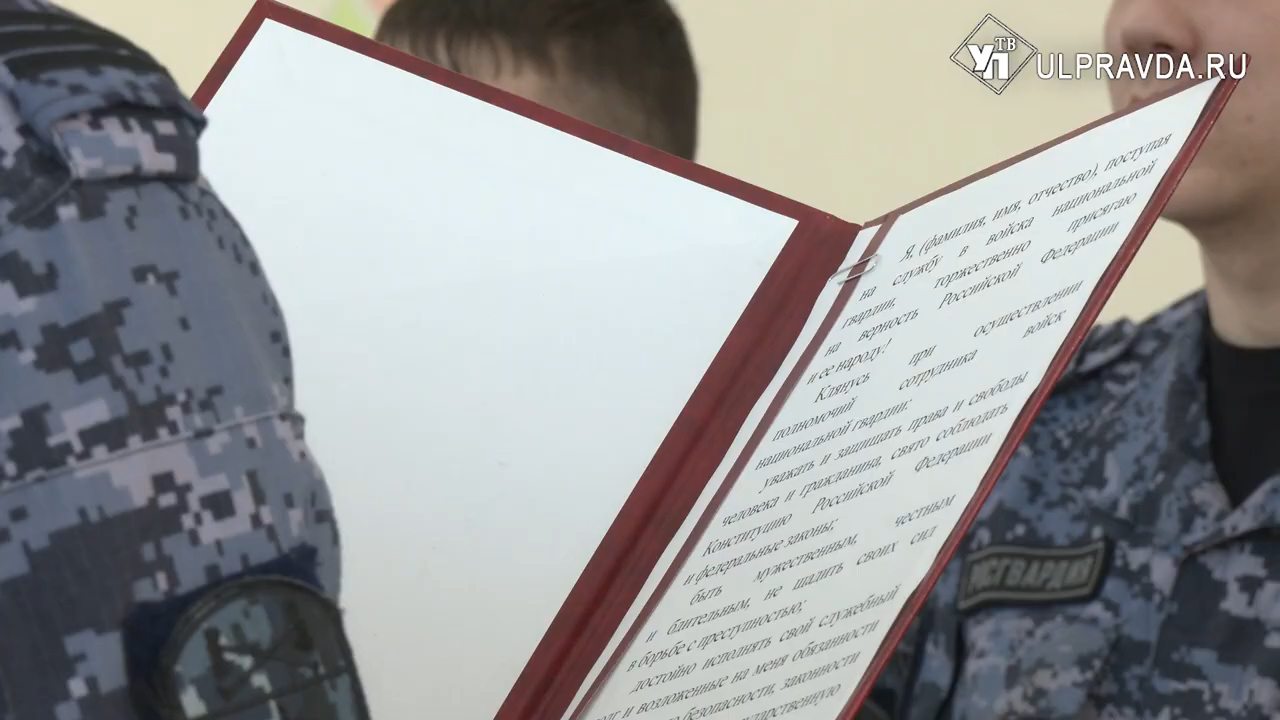 УП ТВ
ULPRAVDA.RU
Я, (фамилия, имя, отчество), поступая
на службу в войска национальной
гвардии, торжественно присягаю
на верность Российской Федерации
и ее народу!
Клянусь при осуществлении
полномочий сотрудника войск
национальной гвардии:
уважать и защищать права и свободы
человека и гражданина, свято соблюдать
Конституцию Российской Федерации
и федеральные законы;
быть мужественным, честным
и бдительным, не щадить своих сил
в борьбе с преступностью;
достойно исполнять свой служебный
и возложенные на меня обязанности
безопасности, законности
РОСГВАРДИЯ